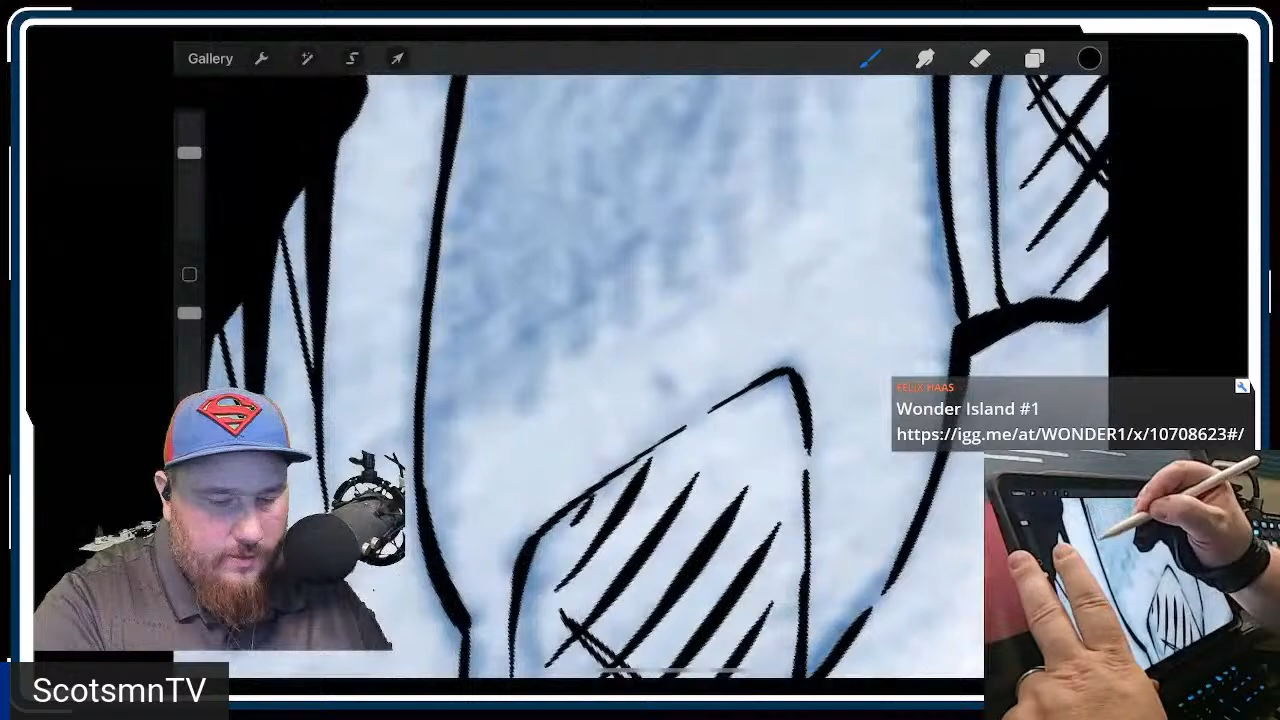 Gallery
FELIX HAAS
Wonder Island #1
https://igg.me/at/WONDER1/x/10708623#/
ScotsmnTV